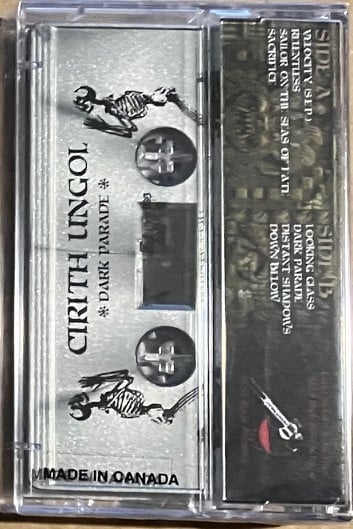 CIRITH UNGOL
* DARK PARADE *
MADE IN CANADA
SIDE A
VELOCITY (S.E.P.)
RELENTLESS
SAILOR ON THE SEAS OF FATE
SACRIFICE
SIDE B
LOOKING GLASS
DARK PARADE
DISTANT SHADOWS
DOWN BELOW